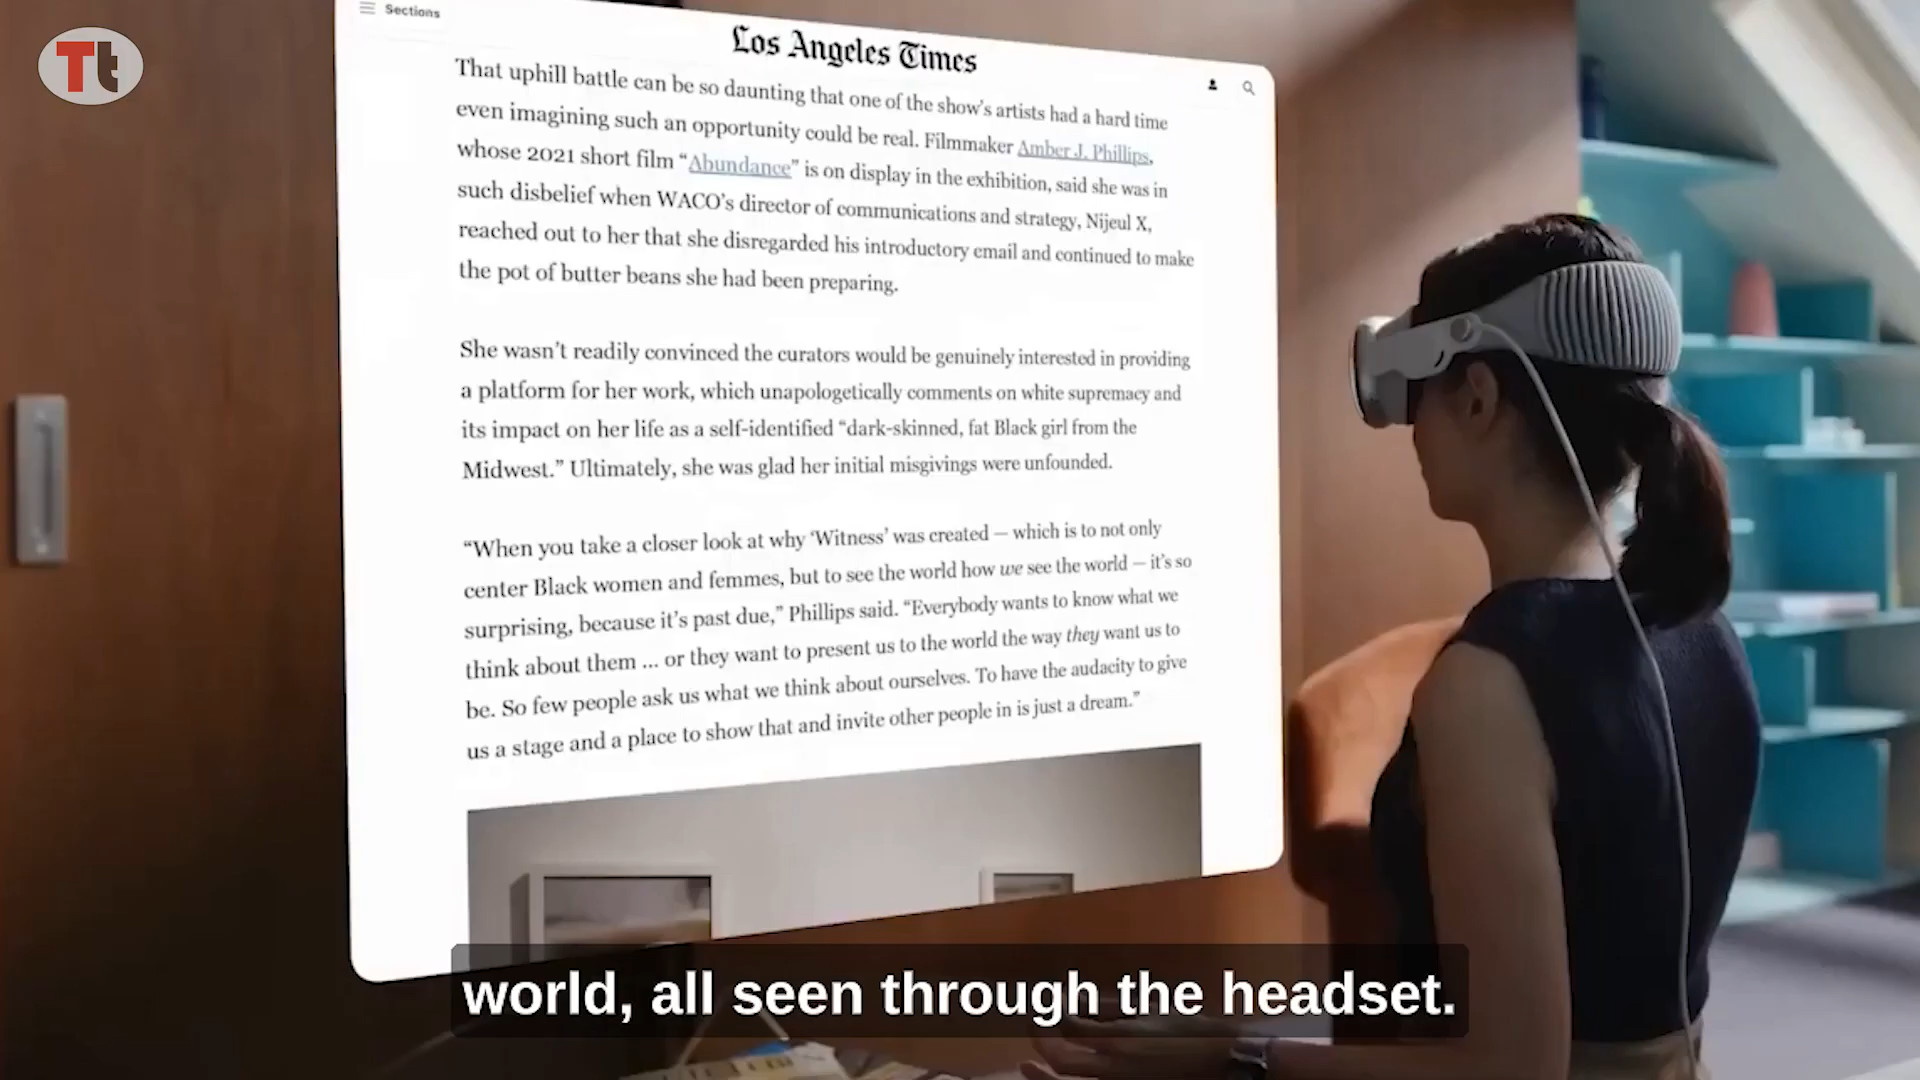 Tt
Sections
Los Angeles Times
That uphill battle can be so daunting that one of the show's artists had a hard time
even imagining such an opportunity could be real. Filmmaker Amber J. Phillips,
whose 2021 short film “Abundance” is on display in the exhibition, said she was in
such disbelief when WACO’s director of communications and strategy, Nijeul X,
reached out to her that she disregarded his introductory email and continued to make
the pot of butter beans she had been preparing.
She wasn’t readily convinced the curators would be genuinely interested in providing
a platform for her work, which unapologetically comments on white supremacy and
its impact on her life as a self-identified “dark-skinned, fat Black girl from the
Midwest.” Ultimately, she was glad her initial misgivings were unfounded.
“When you take a closer look at why ‘Witness’ was created — which is to not only
center Black women and femmes, but to see the world how we see the world — it’s so
surprising, because it’s past due,” Phillips said. “Everybody wants to know what we
think about them ... or they want to present us to the world the way they want us to
be. So few people ask us what we think about ourselves. To have the audacity to give
us a stage and a place to show that and invite other people in is just a dream.”
world, all seen through the headset.